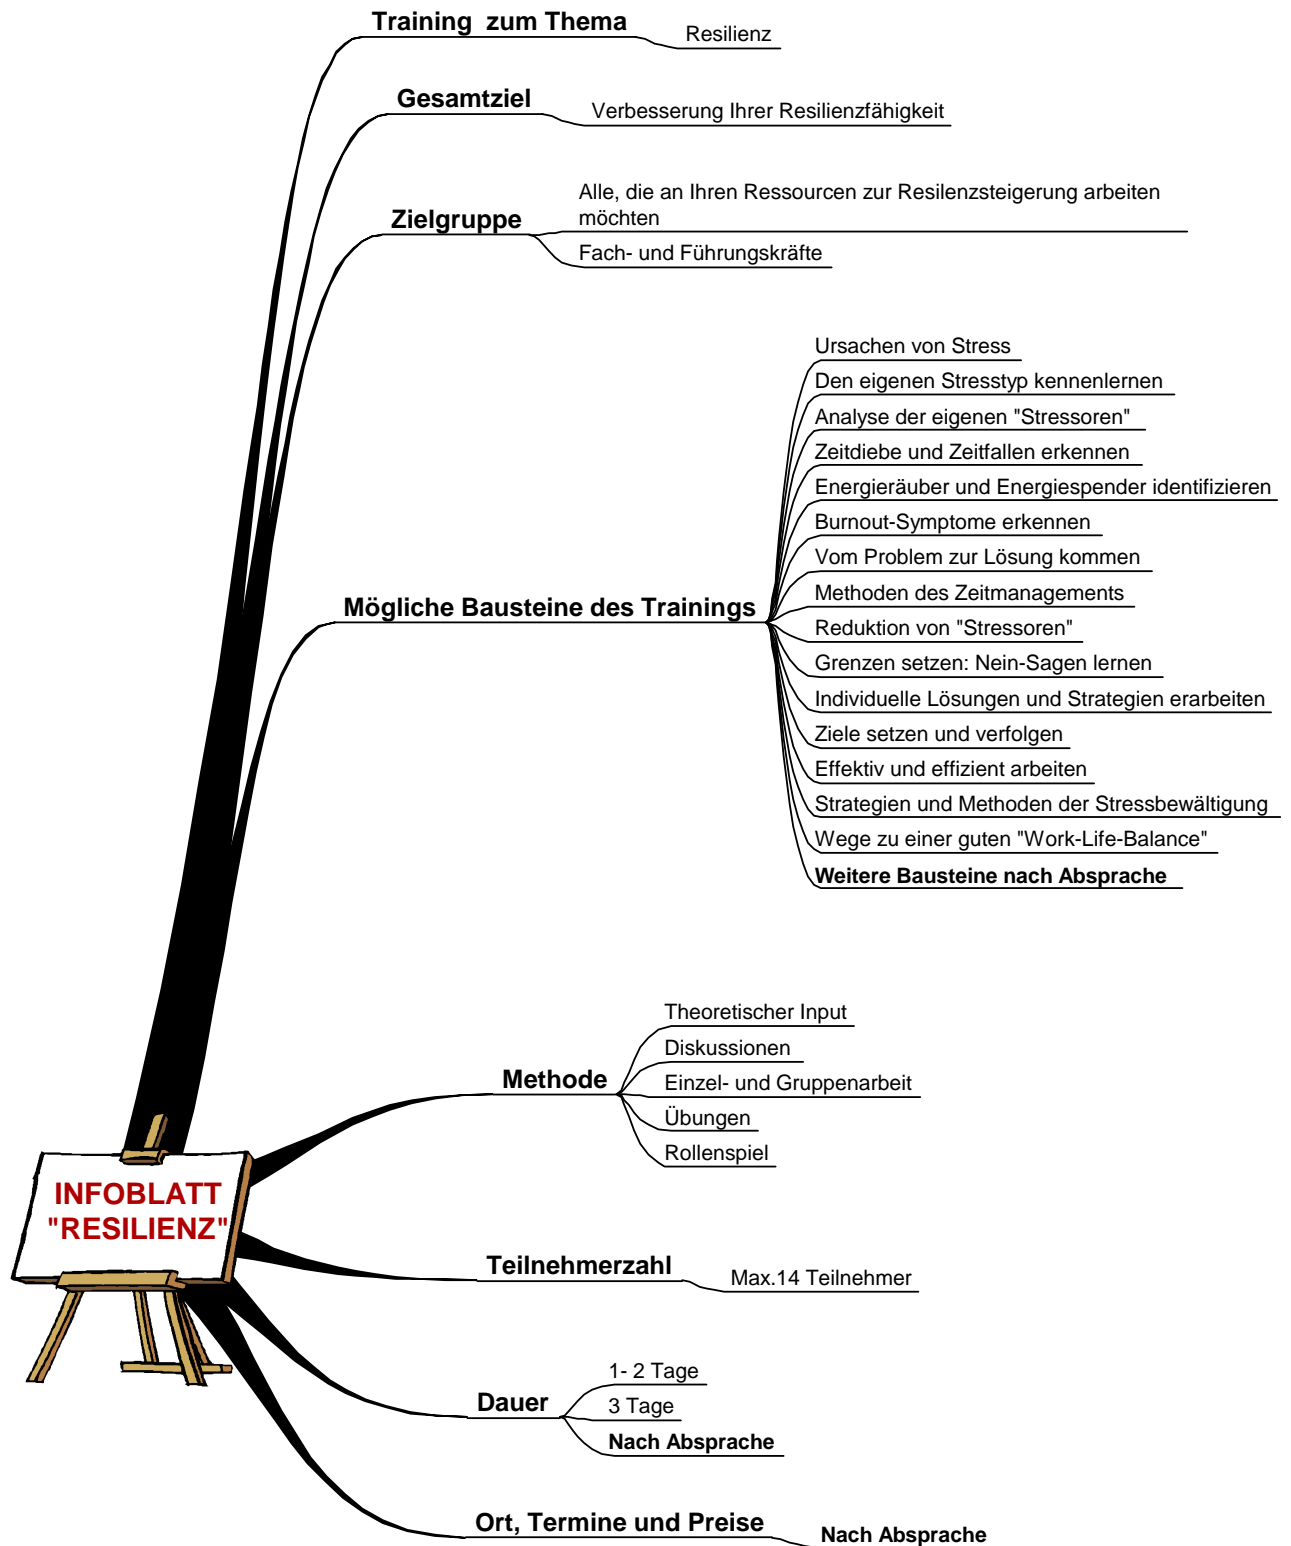 Training  zum Thema
Resilienz
Gesamtziel
Verbesserung Ihrer Resilienzfähigkeit
Zielgruppe
Alle, die an Ihren Ressourcen zur Resilenzsteigerung arbeiten
möchten
Fach- und Führungskräfte
Mögliche Bausteine des Trainings
Ursachen von Stress
Den eigenen Stresstyp kennenlernen
Analyse der eigenen "Stressoren"
Zeitdiebe und Zeitfallen erkennen
Energieräuber und Energiespender identifizieren
Burnout-Symptome erkennen
Vom Problem zur Lösung kommen
Methoden des Zeitmanagements
Reduktion von "Stressoren"
Grenzen setzen: Nein-Sagen lernen
Individuelle Lösungen und Strategien erarbeiten
Ziele setzen und verfolgen
Effektiv und effizient arbeiten
Strategien und Methoden der Stressbewältigung
Wege zu einer guten "Work-Life-Balance"
Weitere Bausteine nach Absprache
Methode
Theoretischer Input
Diskussionen
Einzel- und Gruppenarbeit
Übungen
Rollenspiel
INFOBLATT
"RESILIENZ"
Teilnehmerzahl
Max.14 Teilnehmer
Dauer
1- 2 Tage
3 Tage
Nach Absprache
Ort, Termine und Preise
Nach Absprache